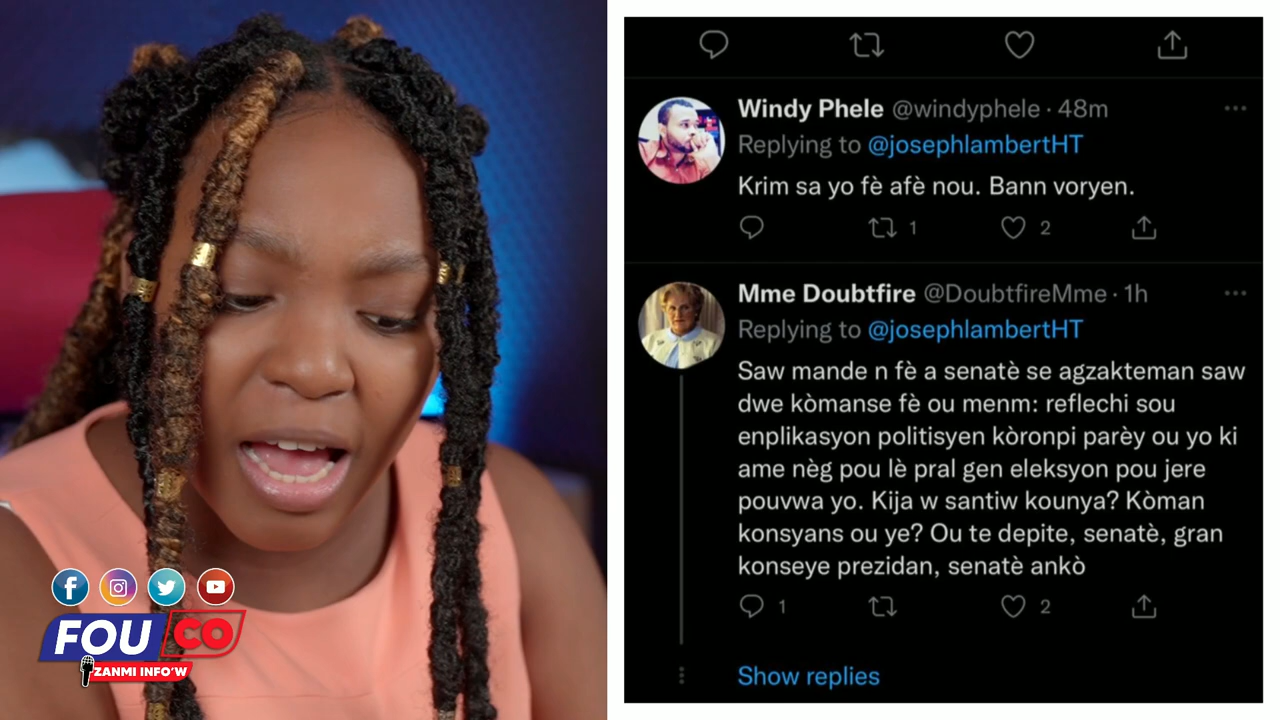 FOU CO
ZANMI INFO'W
Windy Phele @windyphele · 48m
Replying to @josephlambertHT
Krim sa yo fè afè nou. Bann voryen.
1
2
Mme Doubtfire @DoubtfireMme · 1h
Replying to @josephlambertHT
Saw mande n fè a senatè se agzakteman saw
dwe kòmanse fè ou menm: reflechi sou
enplikasyon politisyen kòronpi parèy ou yo ki
ame nèg pou lè pral gen eleksyon pou jere
pouvwa yo. Kija w santiw kounya? Kòman
konsyans ou ye? Ou te depite, senatè, gran
konseye prezidan, senatè ankò
1
2
Show replies